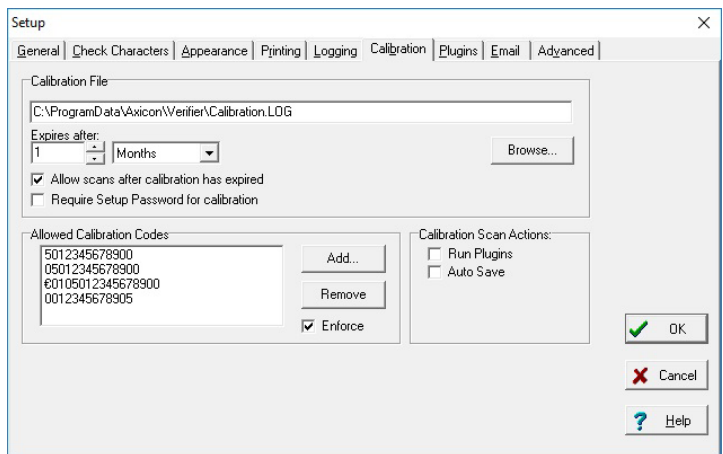 Setup
General Check Characters Appearance Printing Logging Calibration Plugins Email Advanced
Calibration File
C:\ProgramData\Axicon\Verifier\Calibration.LOG
Expires after:
1 Months Browse...
Allow scans after calibration has expired
Require Setup Password for calibration
Allowed Calibration Codes
5012345678900
05012345678900
€0105012345678900
0012345678905
Add...
Remove
Enforce
Calibration Scan Actions:
Run Plugins
Auto Save
OK
Cancel
Help